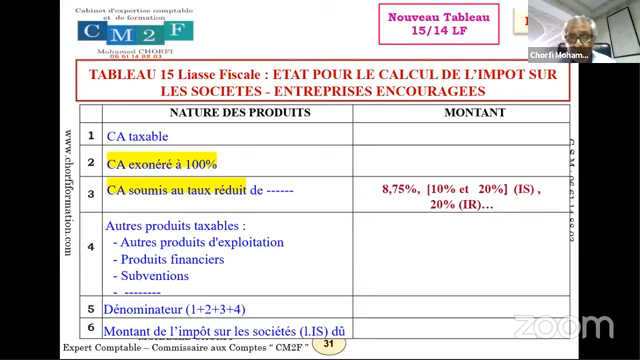 Cabinet d'expertise comptable
et de formation
CM2F
Mohamed CHORFI
06 61 14 88 03
Nouveau Tableau
15/14 LF
Chorfi Moham...
TABLEAU 15 Liasse Fiscale : ETAT POUR LE CALCUL DE L'IMPOT SUR
LES SOCIETES - ENTREPRISES ENCOURAGEES
NATURE DES PRODUITS
MONTANT
1
CA taxable
2
CA exonéré à 100%
3
CA soumis au taux réduit de ------
8,75%, [10% et 20%] (IS) ,
20% (IR)…
4
Autres produits taxables :
- Autres produits d'exploitation
- Produits financiers
- Subventions
- --------
5
Dénominateur (1+2+3+4)
6
Montant de l'impôt sur les sociétés (l.IS) dû
www.chorfiformation.com
Expert Comptable – Commissaire aux Comptes " CM2F "
31
zoom